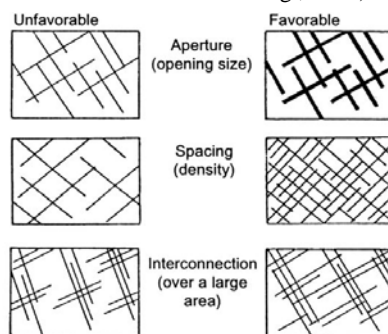 Unfavorable
Favorable
Aperture
(opening size)
Spacing
(density)
Interconnection
(over a large
area)